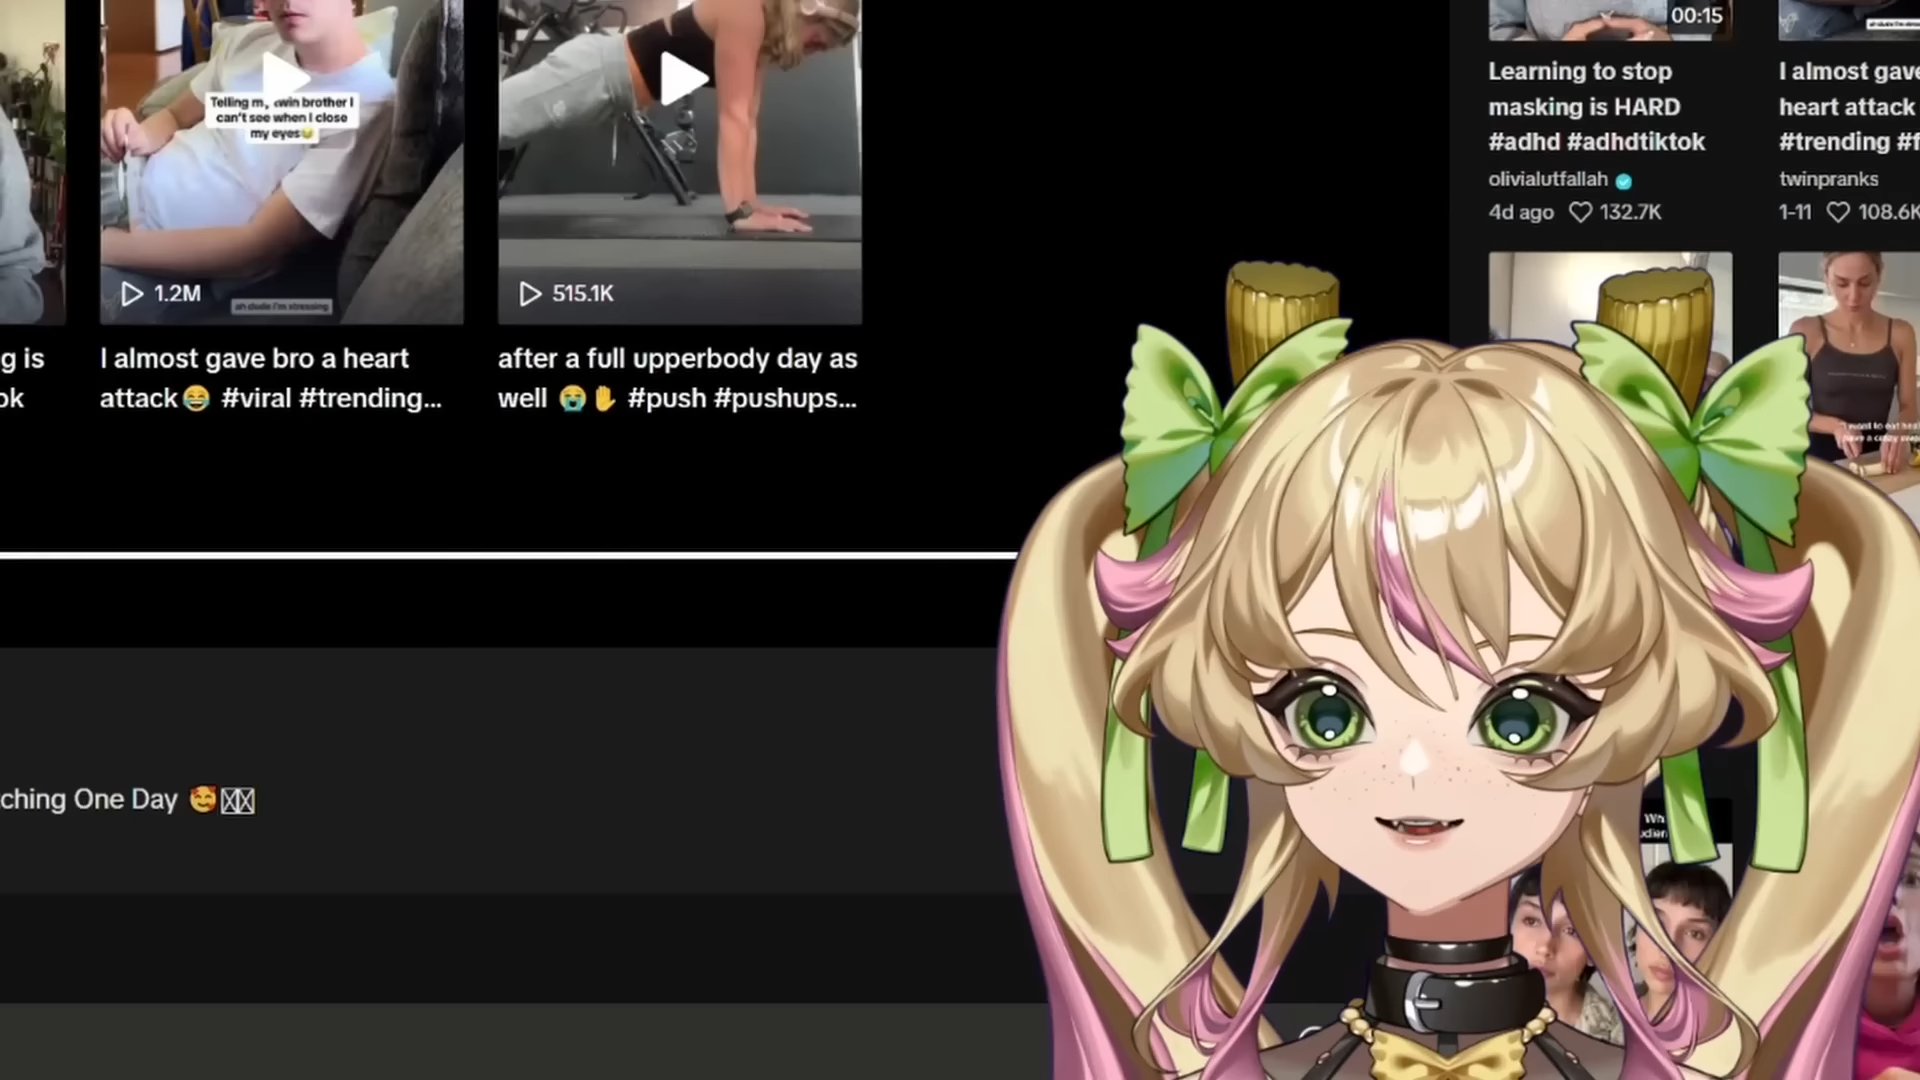 Telling m, twin brother I
can't see when I close
my eyes😂
1.2M
ah dude I'm stressing
515.1K
g is
ok
I almost gave bro a heart
attack😂 #viral #trending...
after a full upperbody day as
well 😭✋ #push #pushups...
ching One Day 🥰
00:15
Learning to stop
masking is HARD
#adhd #adhdtiktok
olivialutfallah
4d ago 132.7K
I almost gave
heart attack
#trending #f
twinpranks
1-11 108.6K